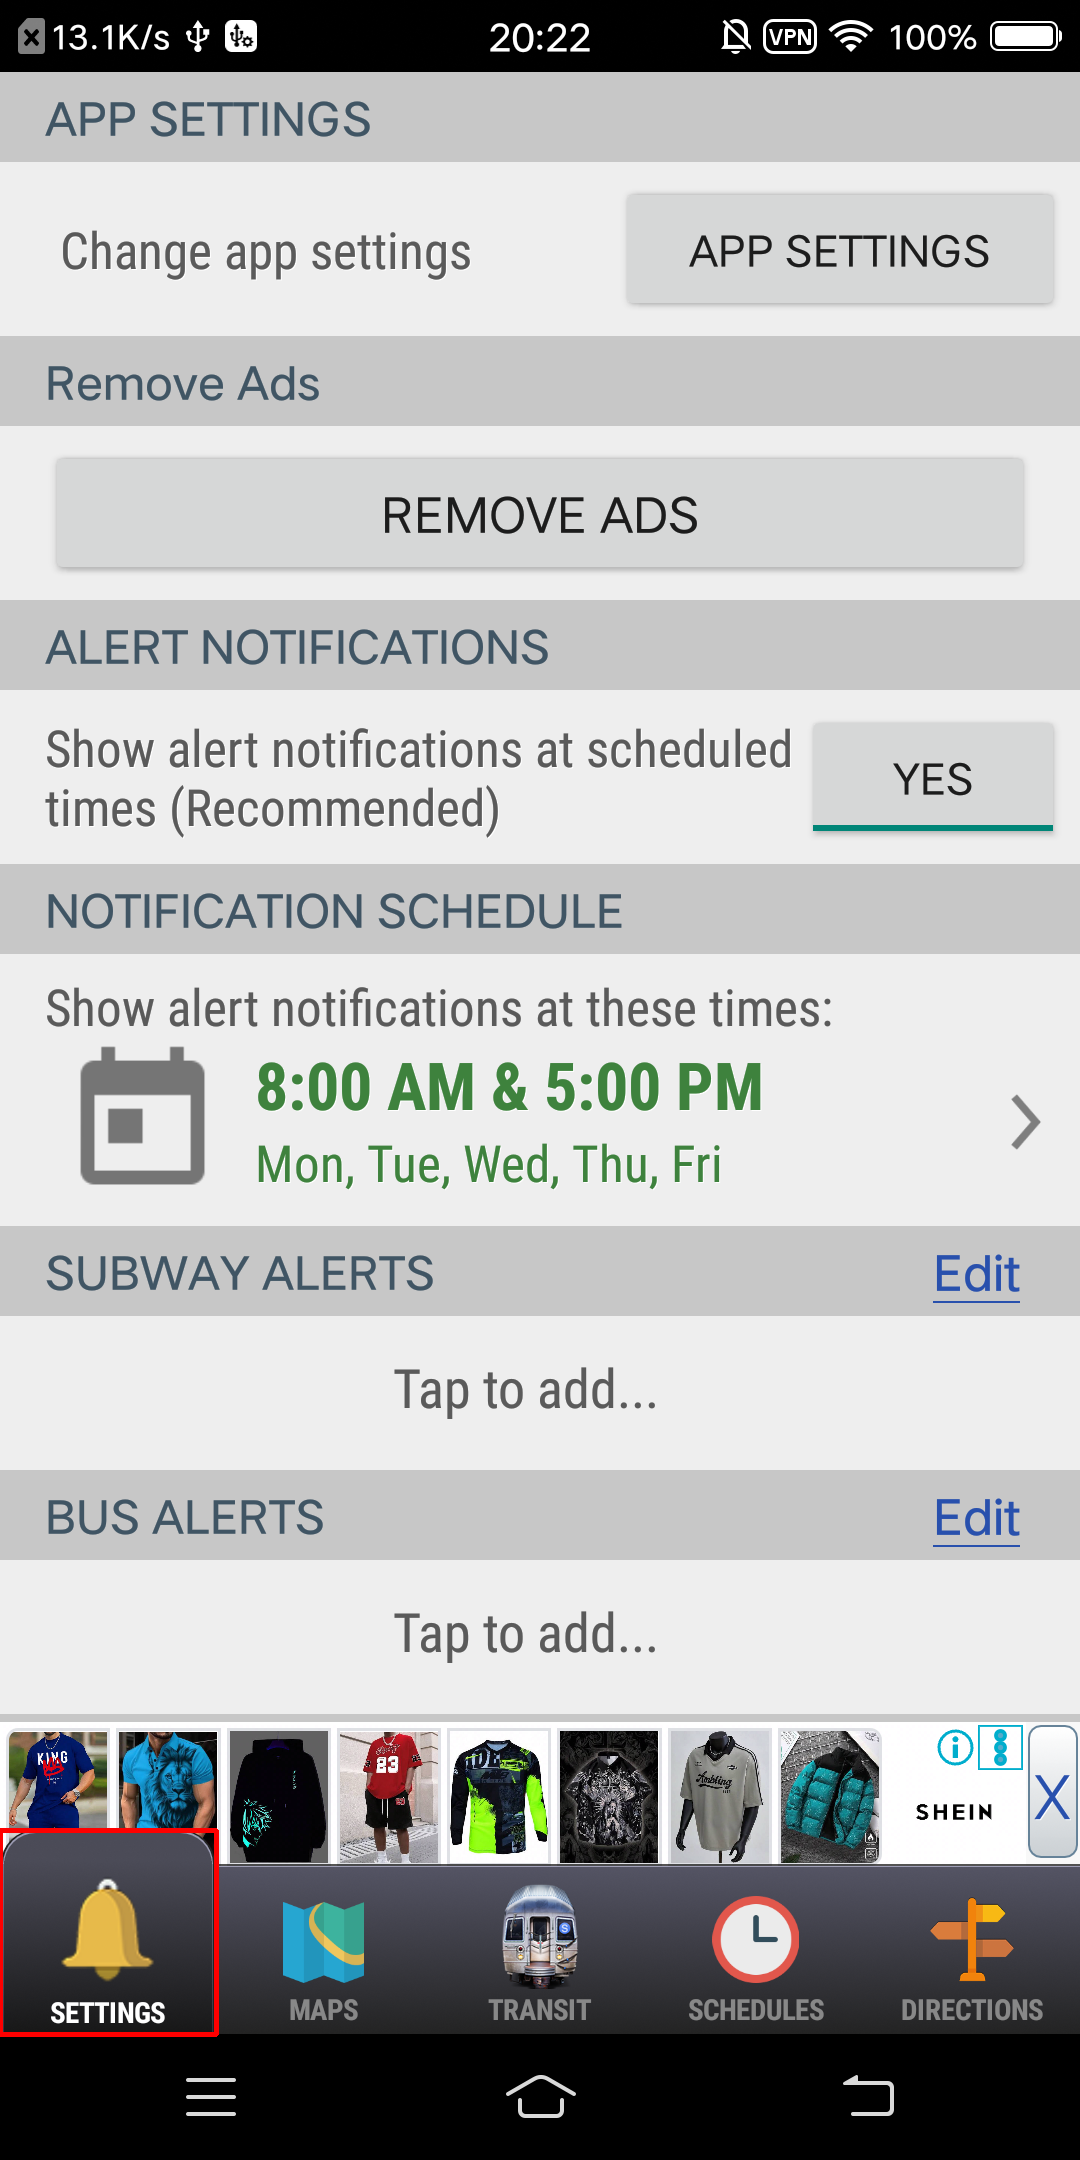 13.1K/s
20:22
VPN
100%
APP SETTINGS
Change app settings
APP SETTINGS
Remove Ads
REMOVE ADS
ALERT NOTIFICATIONS
Show alert notifications at scheduled
times (Recommended)
YES
NOTIFICATION SCHEDULE
Show alert notifications at these times:
8:00 AM & 5:00 PM
Mon, Tue, Wed, Thu, Fri
SUBWAY ALERTS
Edit
Tap to add...
BUS ALERTS
Edit
Tap to add...
KING
23
Ambling
SHEIN
X
S
SETTINGS
MAPS
TRANSIT
SCHEDULES
DIRECTIONS